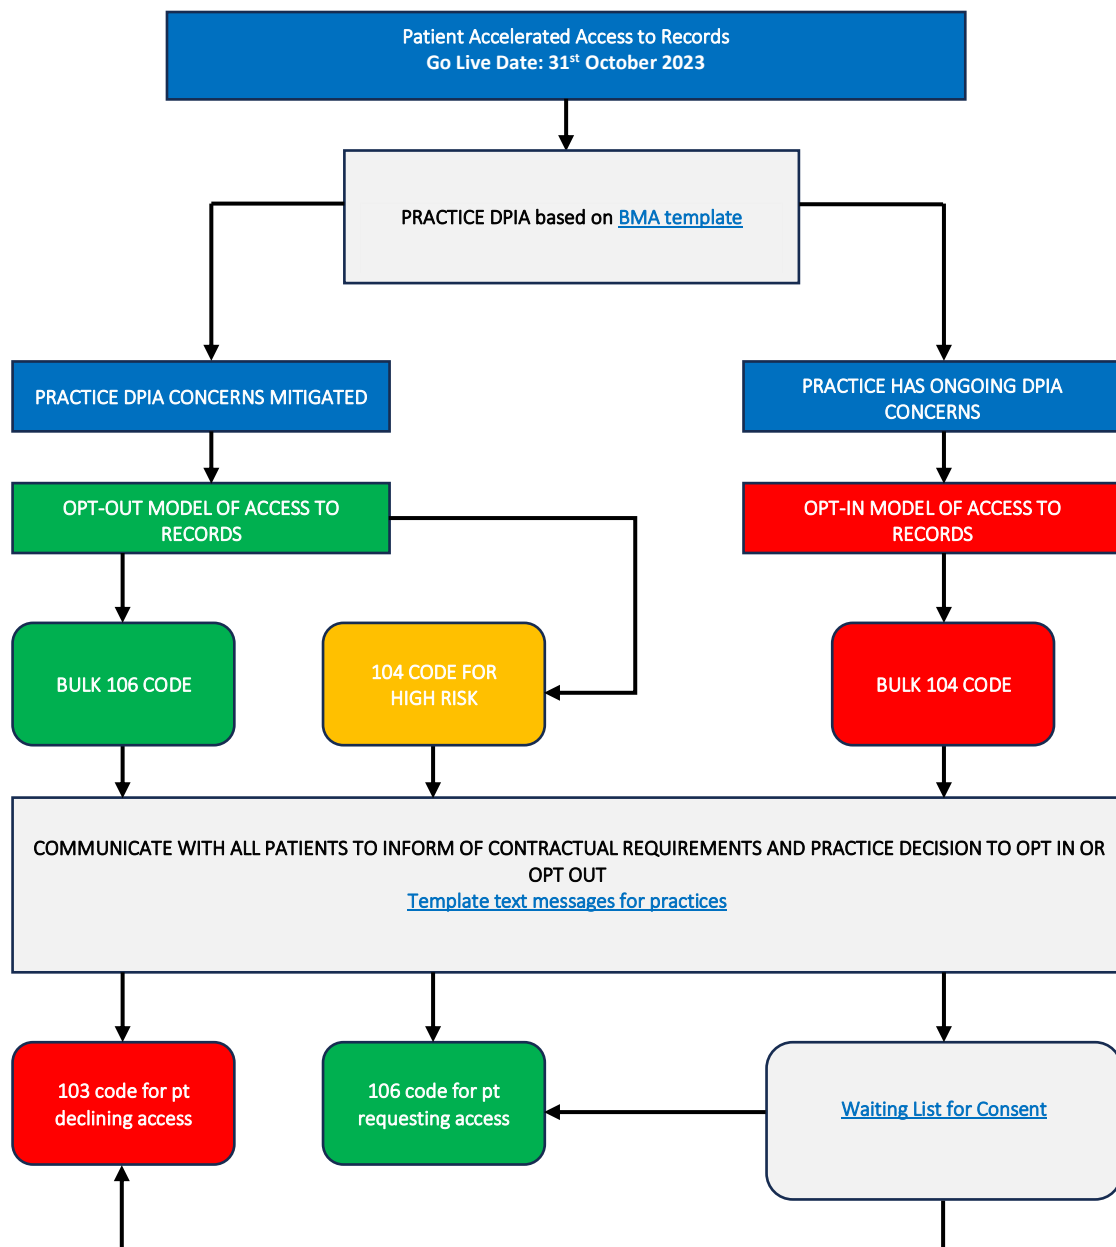 Patient Accelerated Access to Records
Go Live Date: 31st October 2023
PRACTICE DPIA based on BMA template
PRACTICE DPIA CONCERNS MITIGATED
PRACTICE HAS ONGOING DPIA
CONCERNS
OPT-OUT MODEL OF ACCESS TO
RECORDS
OPT-IN MODEL OF ACCESS TO
RECORDS
BULK 106 CODE
104 CODE FOR
HIGH RISK
BULK 104 CODE
COMMUNICATE WITH ALL PATIENTS TO INFORM OF CONTRACTUAL REQUIREMENTS AND PRACTICE DECISION TO OPT IN OR
OPT OUT
Template text messages for practices
103 code for pt
declining access
106 code for pt
requesting access
Waiting List for Consent